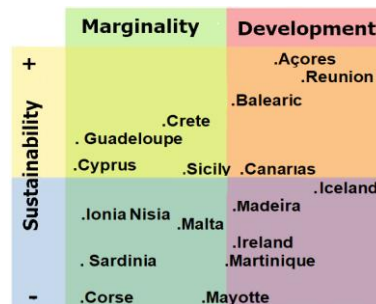 Marginality Development
+
Sustainability
-
.Açores
.Reunion
.Balearic
.Crete
. Guadeloupe
.Cyprus
.Sicily
.Canarias
.Iceland
.Madeira
.Ionia Nisia
.Malta
.Ireland
. Sardinia
.Martinique
.Corse
.Mayotte